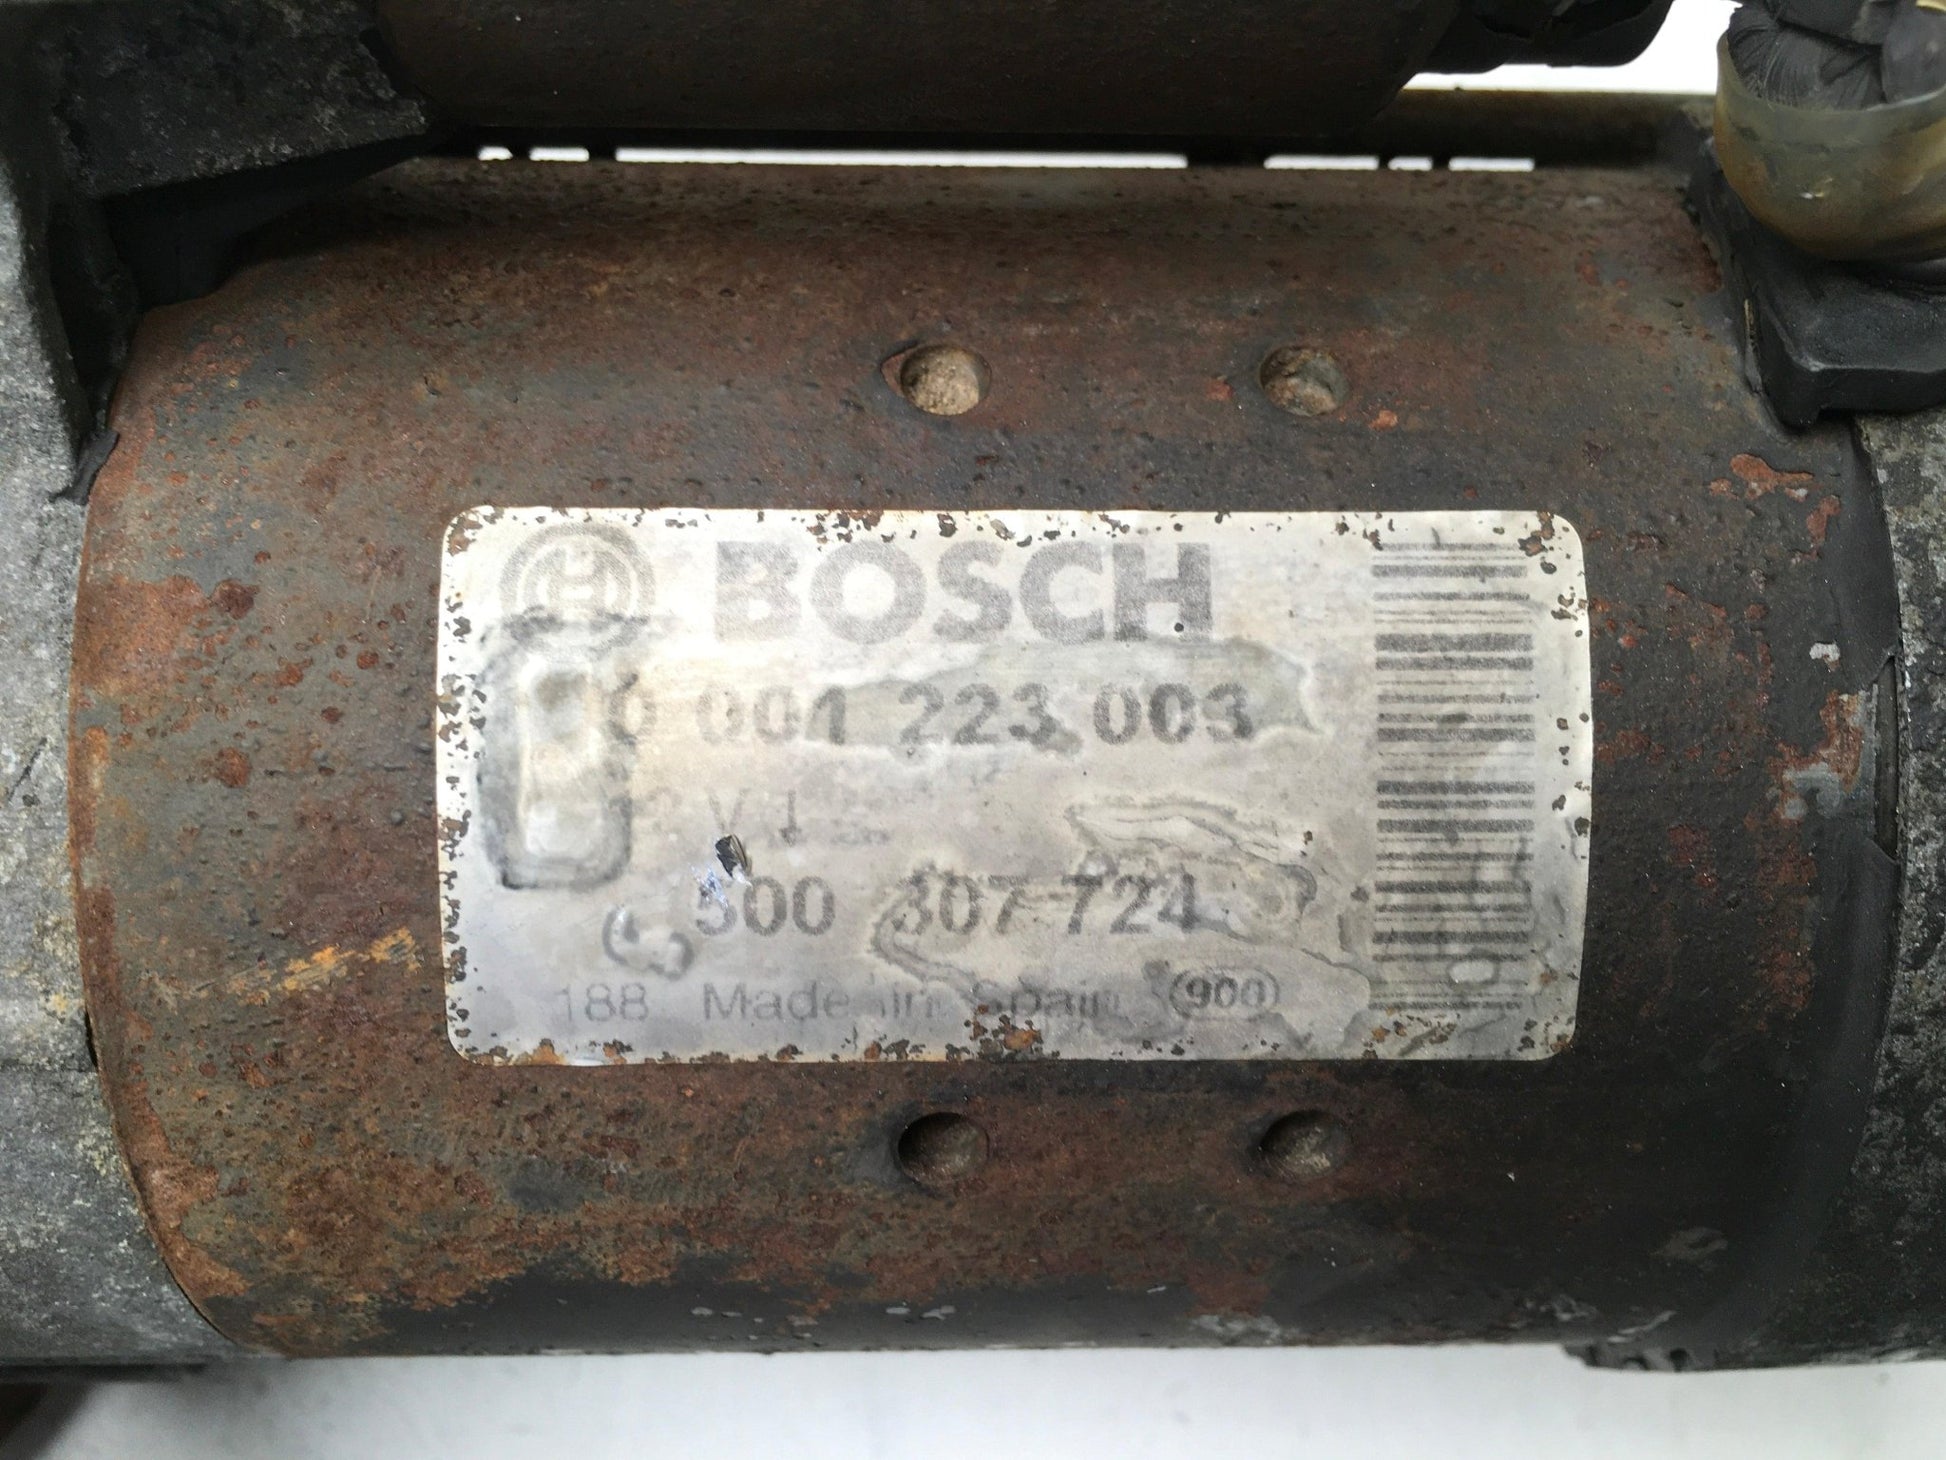 BOSCH
0 001 223 003
V ↓
500 307 724
188 Made in Spain 900